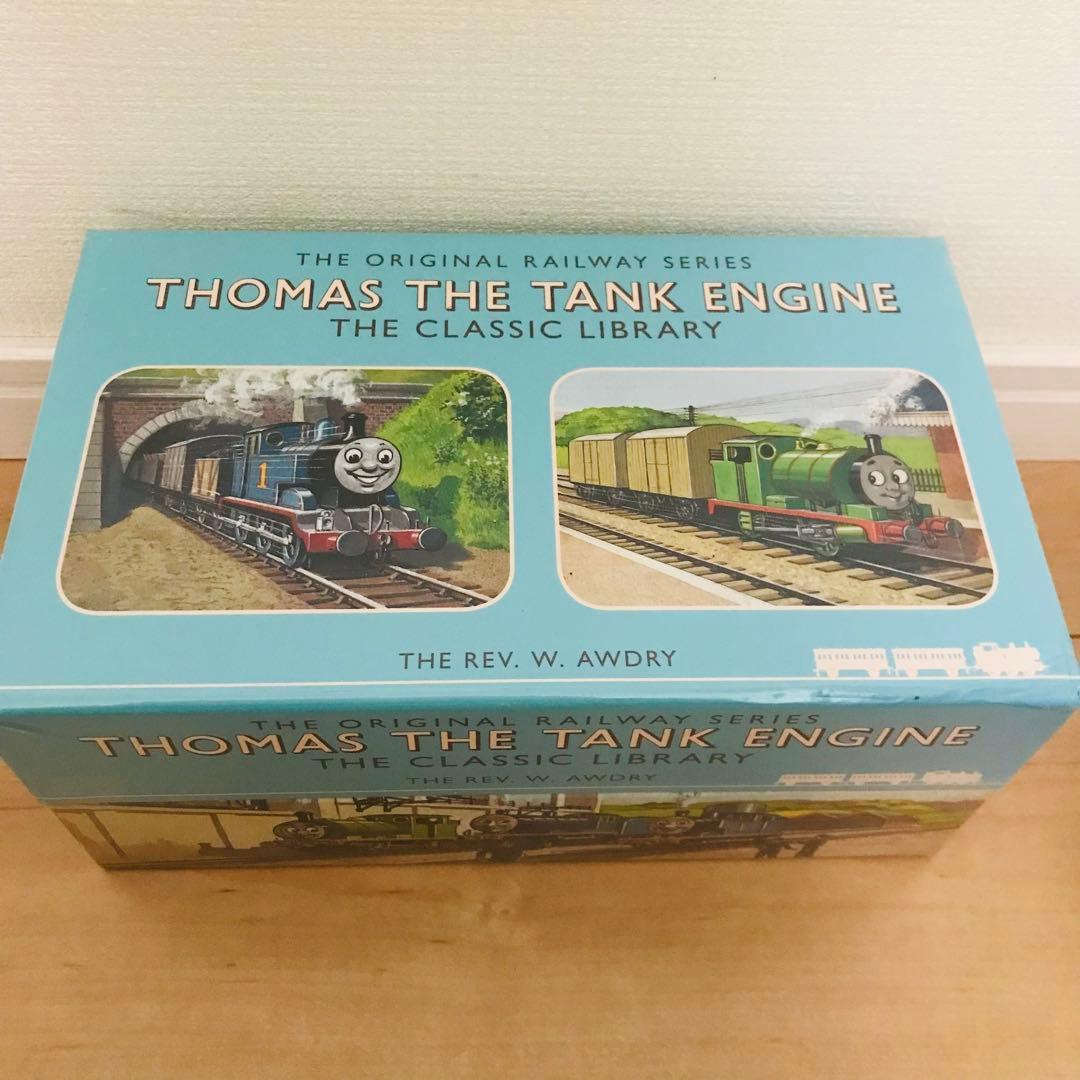 THE ORIGINAL RAILWAY SERIES
THOMAS THE TANK ENGINE
THE CLASSIC LIBRARY
1
THE REV. W. AWDRY
THE ORIGINAL RAILWAY SERIES
THOMAS THE TANK ENGINE
THE CLASSIC LIBRARY
THE REV. W. AWDRY